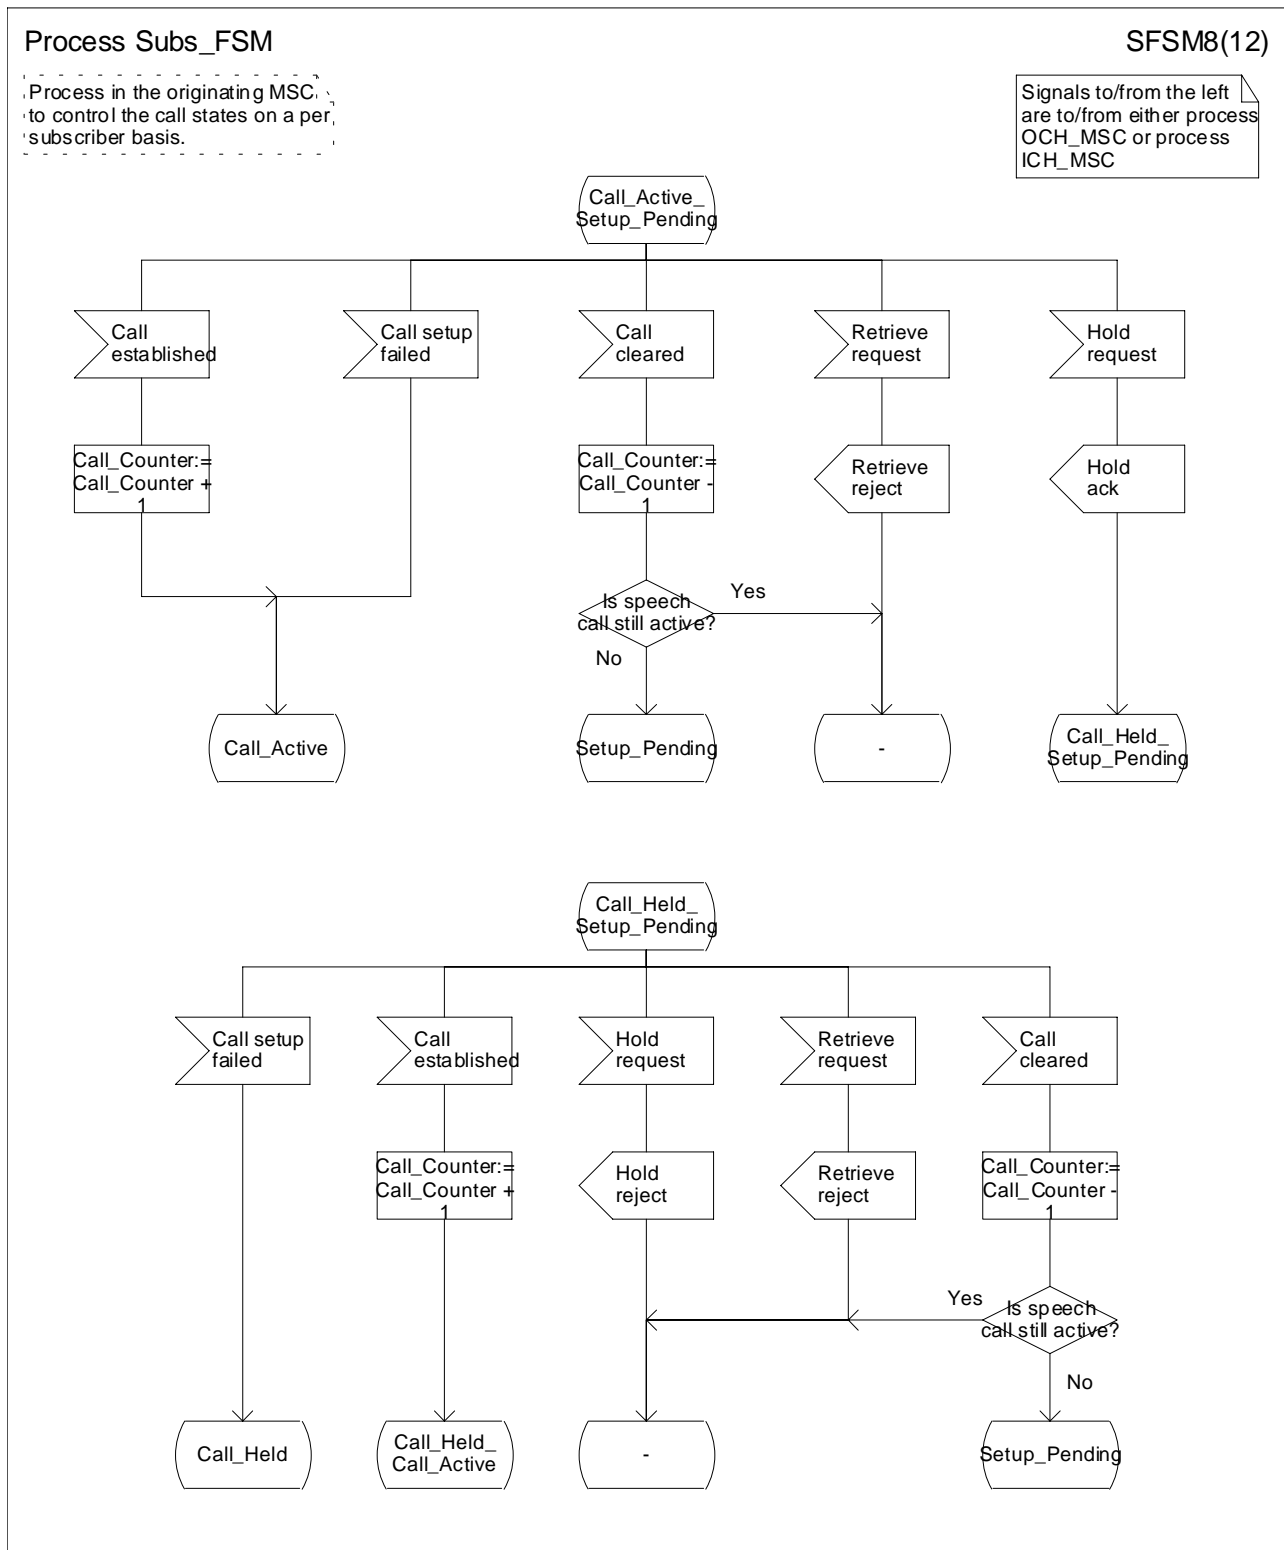 Process Subs_FSM
SFSM8(12)
Process in the originating MSC
to control the call states on a per
subscriber basis.
Signals to/from the left
are to/from either process
OCH_MSC or process
ICH_MSC
Call_Active_
Setup_Pending
Call
established
Call setup
failed
Call
cleared
Retrieve
request
Hold
request
Call_Counter:=
Call_Counter +
1
Call_Counter:=
Call_Counter -
1
Retrieve
reject
Hold
ack
Is speech
call still active?
Yes
No
Call_Active
Setup_Pending
-
Call_Held_
Setup_Pending
Call_Held_
Setup_Pending
Call setup
failed
Call
established
Hold
request
Retrieve
request
Call
cleared
Call_Counter:=
Call_Counter +
1
Hold
reject
Retrieve
reject
Call_Counter:=
Call_Counter -
1
Yes
Is speech
call still active?
No
Call_Held
Call_Held_
Call_Active
-
Setup_Pending